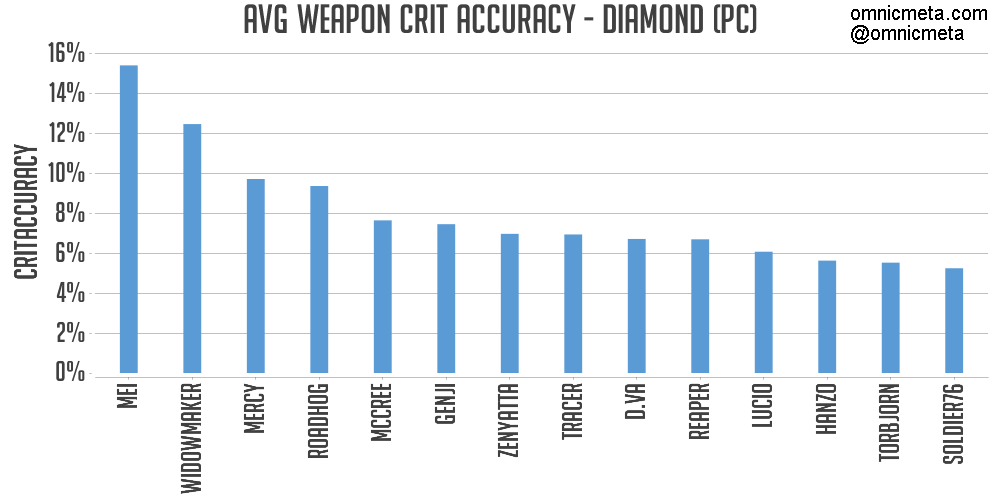 AVG WEAPON CRIT ACCURACY - DIAMOND (PC)
omnicmeta.com
@omnicmeta
CRITACCURACY
16%
14%
12%
10%
8%
6%
4%
2%
0%
MEI
WIDOWMAKER
MERCY
ROADHOG
MCCREE
GENJI
ZENYATTA
TRACER
D.VA
REAPER
LUCIO
HANZO
TORBJORN
SOLDIER76